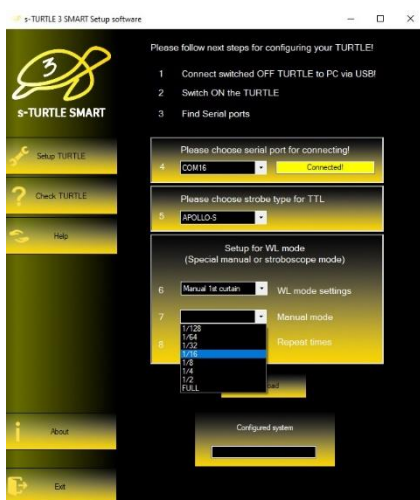 s-TURTLE 3 SMART Setup software
Please follow next steps for configuring your TURTLE!
1 Connect switched OFF TURTLE to PC via USB!
2 Switch ON the TURTLE
3 Find Serial ports
3
s-TURTLE SMART
Setup TURTLE
Check TURTLE
Help
About
Exit
Please choose serial port for connecting!
4 COM16 Connected!
Please choose strobe type for TTL
5 APOLLO-S
Setup for WL mode
(Special manual or stroboscope mode)
6 Manual 1st curtain WL mode settings
7 Manual mode
1/128
1/64
8 Repeat times
1/32
1/16
1/8
1/4
1/2
FULL
Configured system